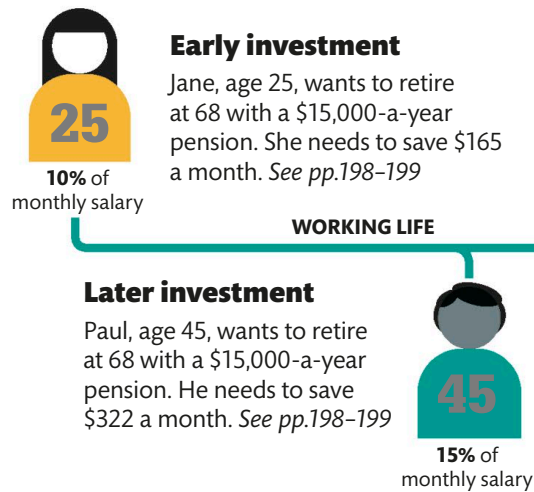 Early investment
Jane, age 25, wants to retire
at 68 with a $15,000-a-year
pension. She needs to save $165
a month. See pp.198–199
25
10% of
monthly salary
WORKING LIFE
Later investment
Paul, age 45, wants to retire
at 68 with a $15,000-a-year
pension. He needs to save
$322 a month. See pp.198–199
45
15% of
monthly salary